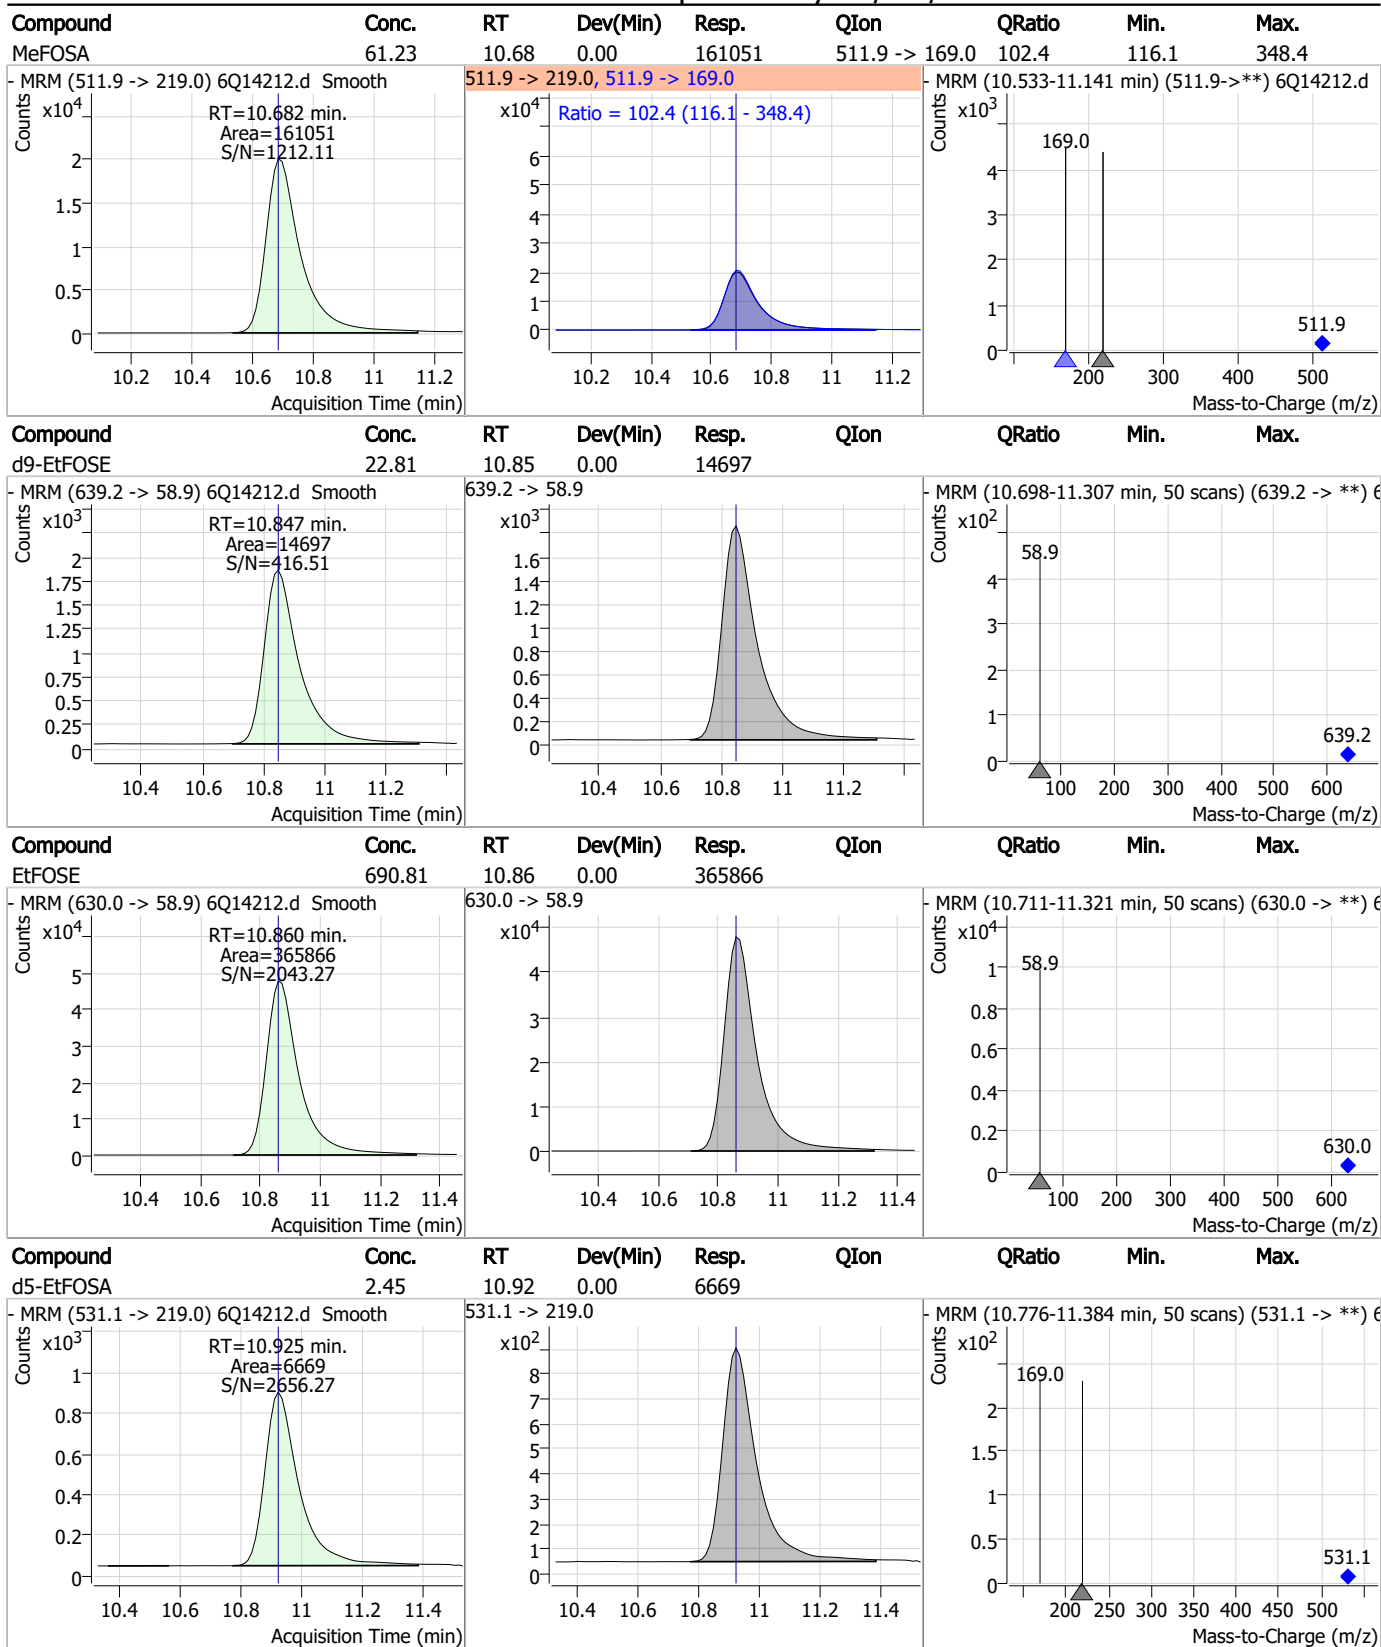 Compound Conc. RT Dev(Min) Resp. QIon QRatio Min. Max.
MeFOSA 61.23 10.68 0.00 161051 511.9 -> 169.0 102.4 116.1 348.4
- MRM (511.9 -> 219.0) 6Q14212.d Smooth
Counts
x10^4
RT=10.682 min.
Area=161051
S/N=1212.11
2
1.5
1
0.5
0
10.2 10.4 10.6 10.8 11 11.2
Acquisition Time (min)
511.9 -> 219.0, 511.9 -> 169.0
x10^4
Ratio = 102.4 (116.1 - 348.4)
6
5
4
3
2
1
0
10.2 10.4 10.6 10.8 11 11.2
- MRM (10.533-11.141 min) (511.9->**) 6Q14212.d
Counts
x10^3
169.0
4
3
2
1
0
511.9
200 300 400 500
Mass-to-Charge (m/z)
Compound Conc. RT Dev(Min) Resp. QIon QRatio Min. Max.
d9-EtFOSE 22.81 10.85 0.00 14697
- MRM (639.2 -> 58.9) 6Q14212.d Smooth
Counts
x10^3
RT=10.847 min.
Area=14697
S/N=416.51
2
1.75
1.5
1.25
1
0.75
0.5
0.25
0
10.4 10.6 10.8 11 11.2
Acquisition Time (min)
639.2 -> 58.9
x10^3
1.6
1.4
1.2
1
0.8
0.6
0.4
0.2
0
10.4 10.6 10.8 11 11.2
- MRM (10.698-11.307 min, 50 scans) (639.2 -> **) 6
Counts
x10^2
58.9
4
3
2
1
0
639.2
100 200 300 400 500 600
Mass-to-Charge (m/z)
Compound Conc. RT Dev(Min) Resp. QIon QRatio Min. Max.
EtFOSE 690.81 10.86 0.00 365866
- MRM (630.0 -> 58.9) 6Q14212.d Smooth
Counts
x10^4
RT=10.860 min.
Area=365866
S/N=2043.27
5
4
3
2
1
0
10.4 10.6 10.8 11 11.2 11.4
Acquisition Time (min)
630.0 -> 58.9
x10^4
4
3
2
1
0
10.4 10.6 10.8 11 11.2 11.4
- MRM (10.711-11.321 min, 50 scans) (630.0 -> **) 6
Counts
x10^4
58.9
1
0.8
0.6
0.4
0.2
0
630.0
100 200 300 400 500 600
Mass-to-Charge (m/z)
Compound Conc. RT Dev(Min) Resp. QIon QRatio Min. Max.
d5-EtFOSA 2.45 10.92 0.00 6669
- MRM (531.1 -> 219.0) 6Q14212.d Smooth
Counts
x10^3
RT=10.925 min.
Area=6669
S/N=2656.27
1
0.8
0.6
0.4
0.2
0
10.4 10.6 10.8 11 11.2 11.4
Acquisition Time (min)
531.1 -> 219.0
x10^2
8
7
6
5
4
3
2
1
0
10.4 10.6 10.8 11 11.2 11.4
- MRM (10.776-11.384 min, 50 scans) (531.1 -> **) 6
Counts
x10^2
169.0
2
1.5
1
0.5
0
531.1
200 250 300 350 400 450 500
Mass-to-Charge (m/z)